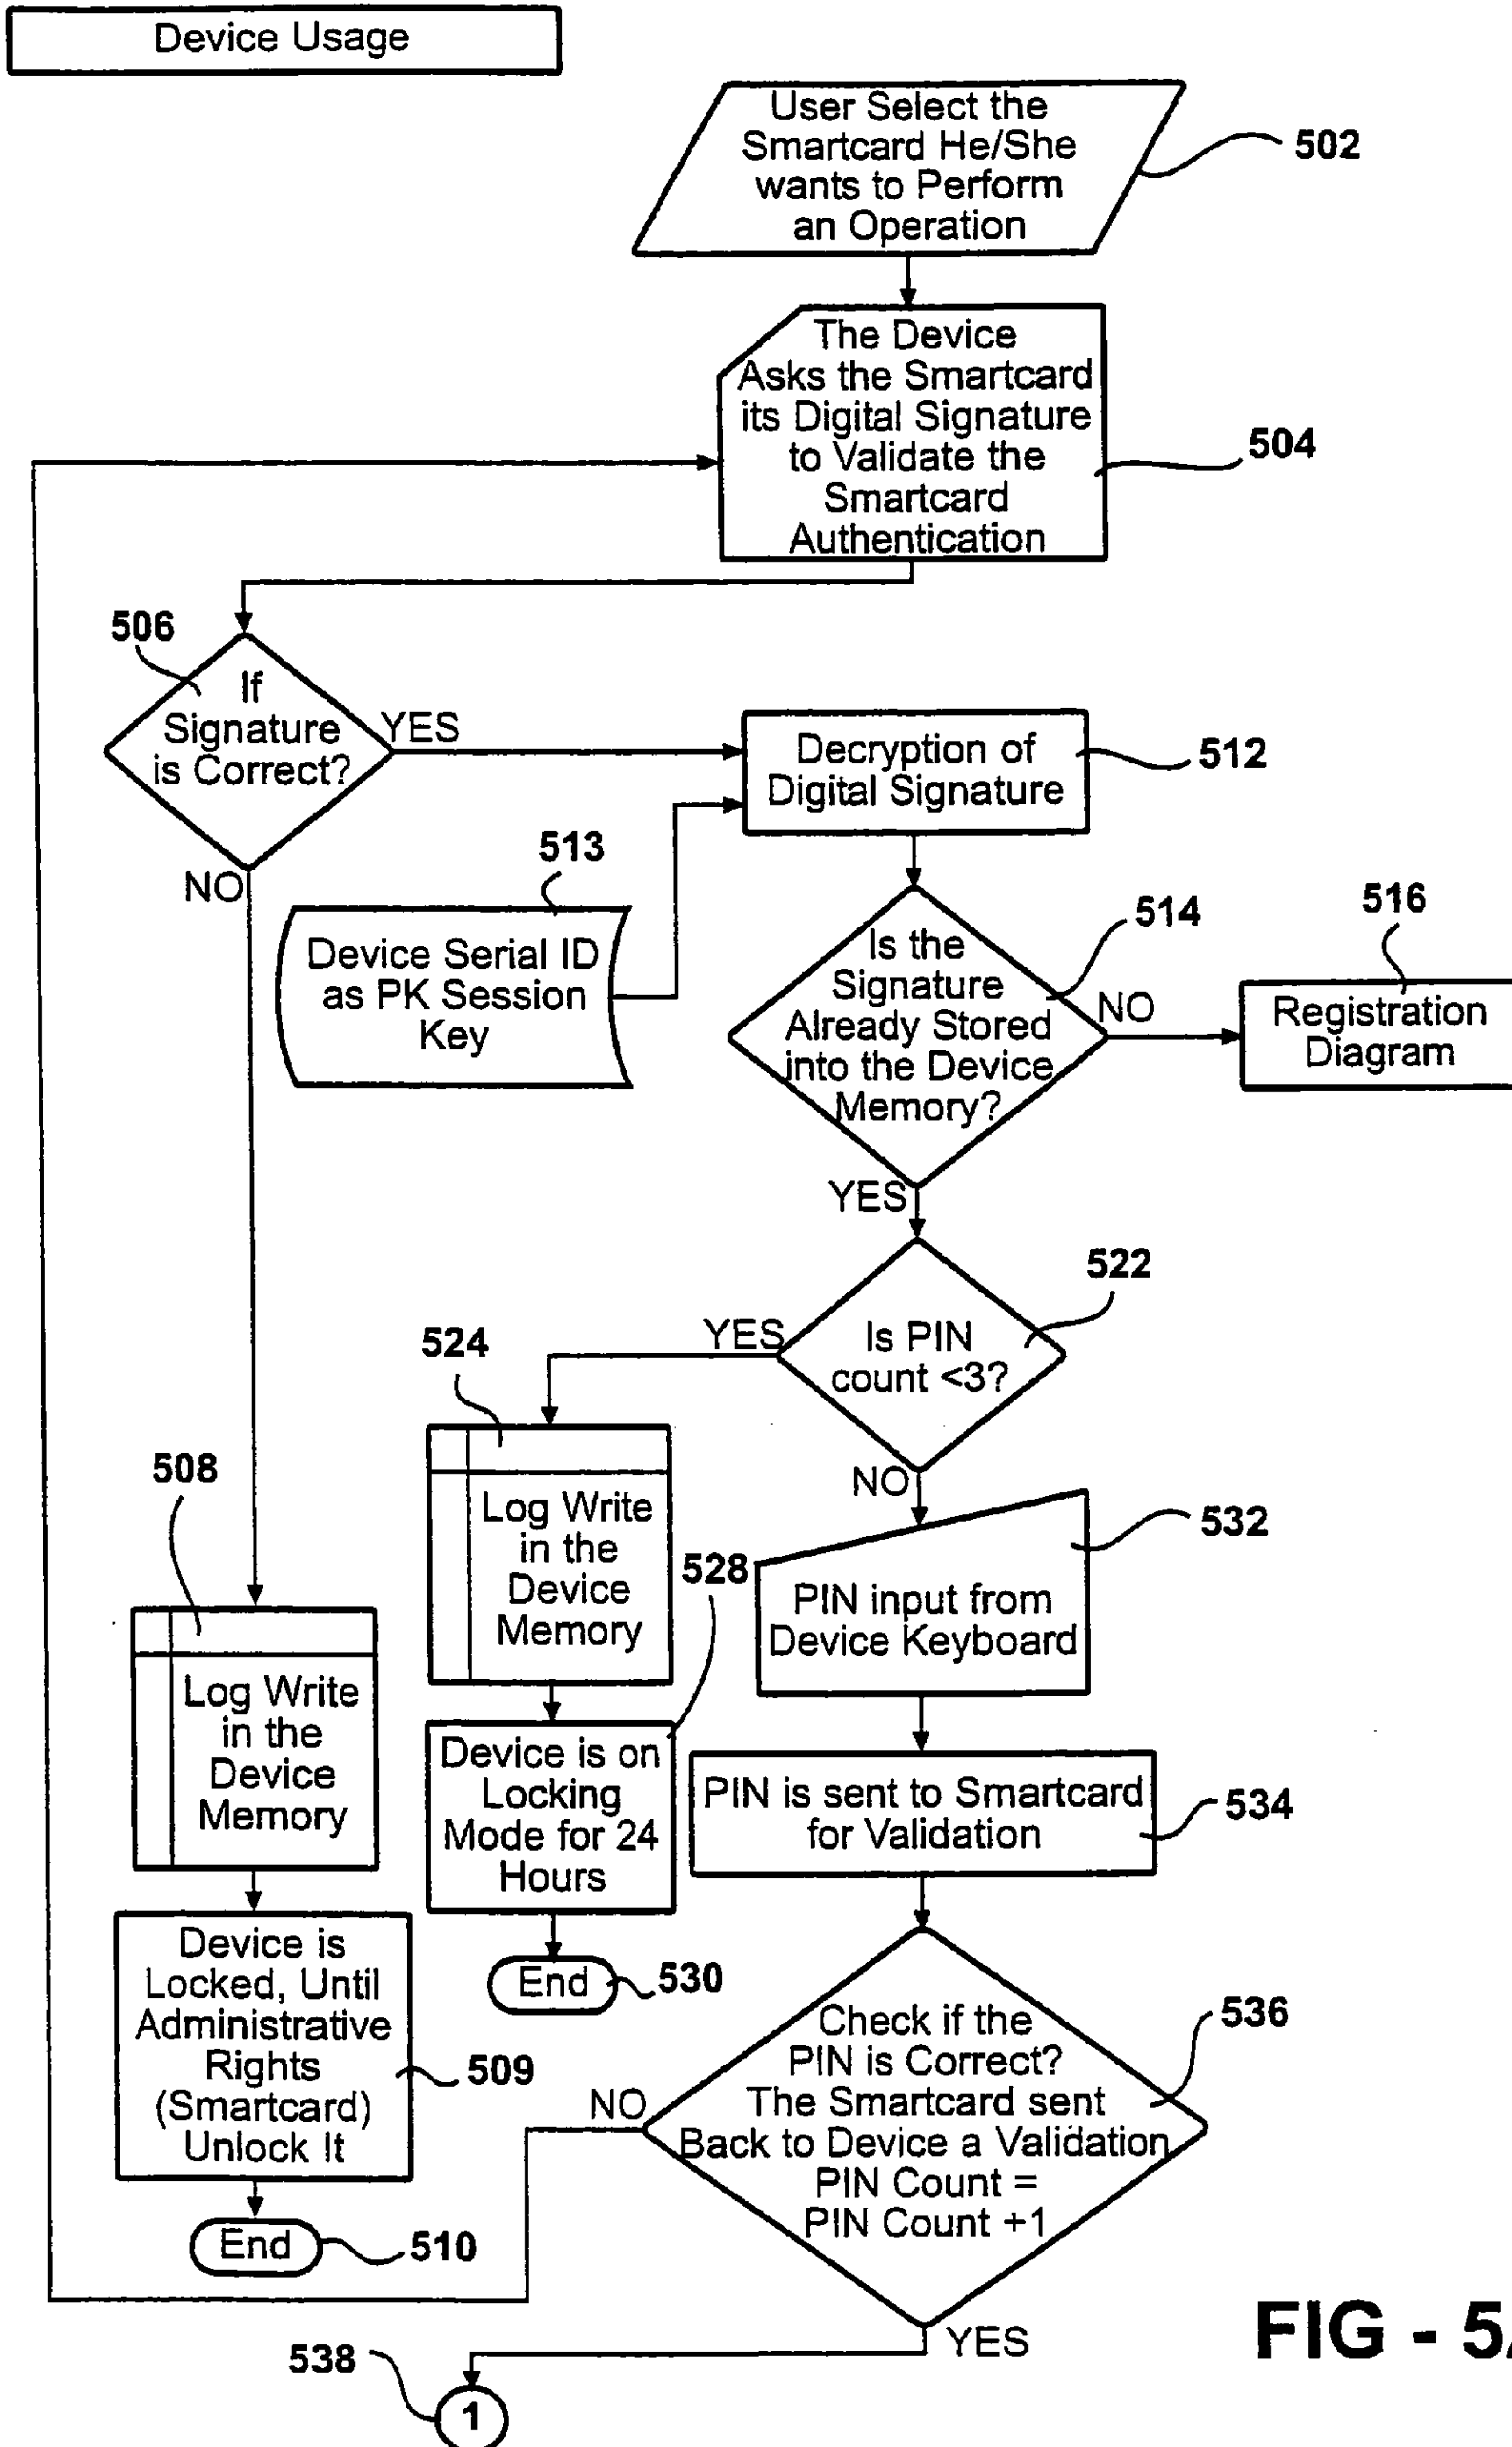 Device Usage
User Select the
Smartcard He/She
wants to Perform
an Operation
502
The Device
Asks the Smartcard
its Digital Signature
to Validate the
Smartcard
Authentication
504
506
If
Signature
is Correct?
YES
NO
Decryption of
Digital Signature
512
513
Device Serial ID
as PK Session
Key
Is the
Signature
Already Stored
into the Device
Memory?
514
NO
YES
516
Registration
Diagram
Is PIN
count <3?
522
YES
NO
524
Log Write
in the
Device
Memory
528
Device is on
Locking
Mode for 24
Hours
End
530
508
Log Write
in the
Device
Memory
Device is
Locked, Until
Administrative
Rights
(Smartcard)
Unlock It
509
End
510
PIN input from
Device Keyboard
532
PIN is sent to Smartcard
for Validation
534
Check if the
PIN is Correct?
The Smartcard sent
Back to Device a Validation
PIN Count =
PIN Count +1
536
NO
YES
538
1
FIG - 5A